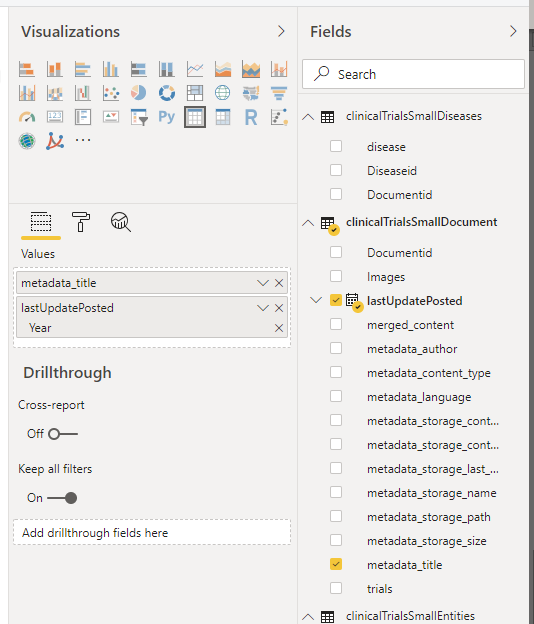 Visualizations
123
Py
R
...
Values
metadata_title
lastUpdatePosted
Year
Drillthrough
Cross-report
Off
Keep all filters
On
Add drillthrough fields here
Fields
Search
clinicalTrialsSmallDiseases
disease
Diseaseid
Documentid
clinicalTrialsSmallDocument
Documentid
Images
lastUpdatePosted
merged_content
metadata_author
metadata_content_type
metadata_language
metadata_storage_cont...
metadata_storage_cont...
metadata_storage_last_...
metadata_storage_name
metadata_storage_path
metadata_storage_size
metadata_title
trials
clinicalTrialsSmallEntities